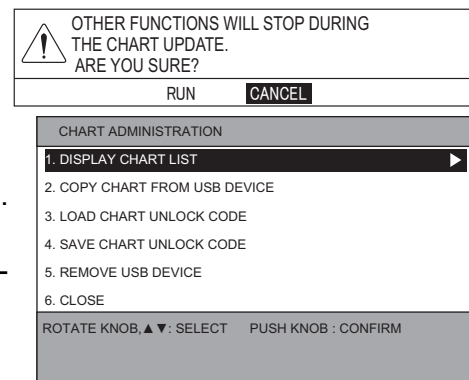 OTHER FUNCTIONS WILL STOP DURING
THE CHART UPDATE.
ARE YOU SURE?
RUN CANCEL
CHART ADMINISTRATION
1. DISPLAY CHART LIST ▶
2. COPY CHART FROM USB DEVICE
3. LOAD CHART UNLOCK CODE
4. SAVE CHART UNLOCK CODE
5. REMOVE USB DEVICE
6. CLOSE
ROTATE KNOB,▲▼: SELECT PUSH KNOB : CONFIRM